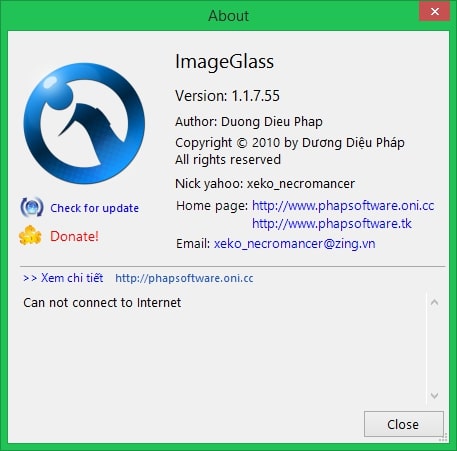 About
ImageGlass
Version: 1.1.7.55
Author: Duong Dieu Phap
Copyright © 2010 by Dương Diệu Pháp
All rights reserved
Nick yahoo: xeko_necromancer
Check for update
Home page: http://www.phapsoftware.oni.cc
http://www.phapsoftware.tk
Donate!
Email: xeko_necromancer@zing.vn
>> Xem chi tiết http://phapsoftware.oni.cc
Can not connect to Internet
Close